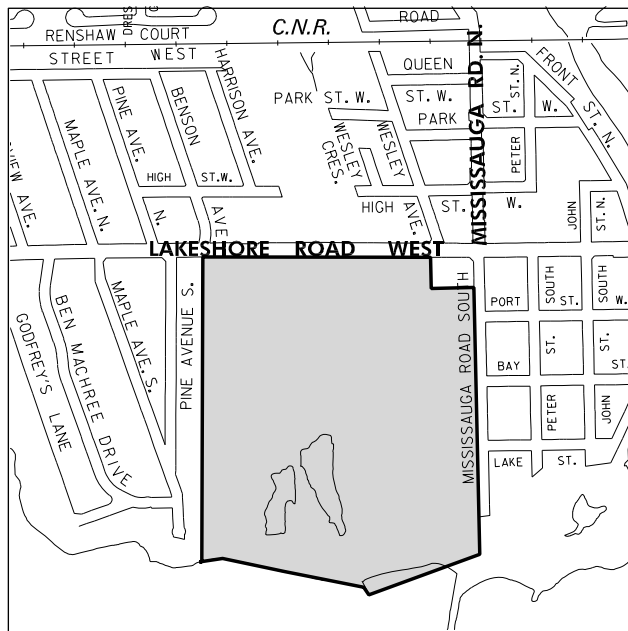 DRES
G
C.N.R.
ROAD
RENSHAW COURT
STREET WEST
HARRISON AVE.
QUEEN
MISSISSAUGA RD. N.
FRONT ST. N.
PARK ST. W.
ST. W.
PARK
ST. W.
ST. N.
PETER
MAPLE AVE. N.
PINE AVE.
N.
BENSON
AVE
HIGH ST.W.
WESLEY CRES.
WESLEY
AVE.
HIGH ST. W.
JOHN
ST. N.
VIEW AVE.
LAKESHORE ROAD WEST
GODFREY'S LANE
BEN MACHREE DRIVE
MAPLE AVE. S.
PINE AVENUE S.
MISSISSAUGA ROAD SOUTH
PORT ST. W.
SOUTH
ST.
PETER
SOUTH
ST.
JOHN
BAY ST.
LAKE ST.